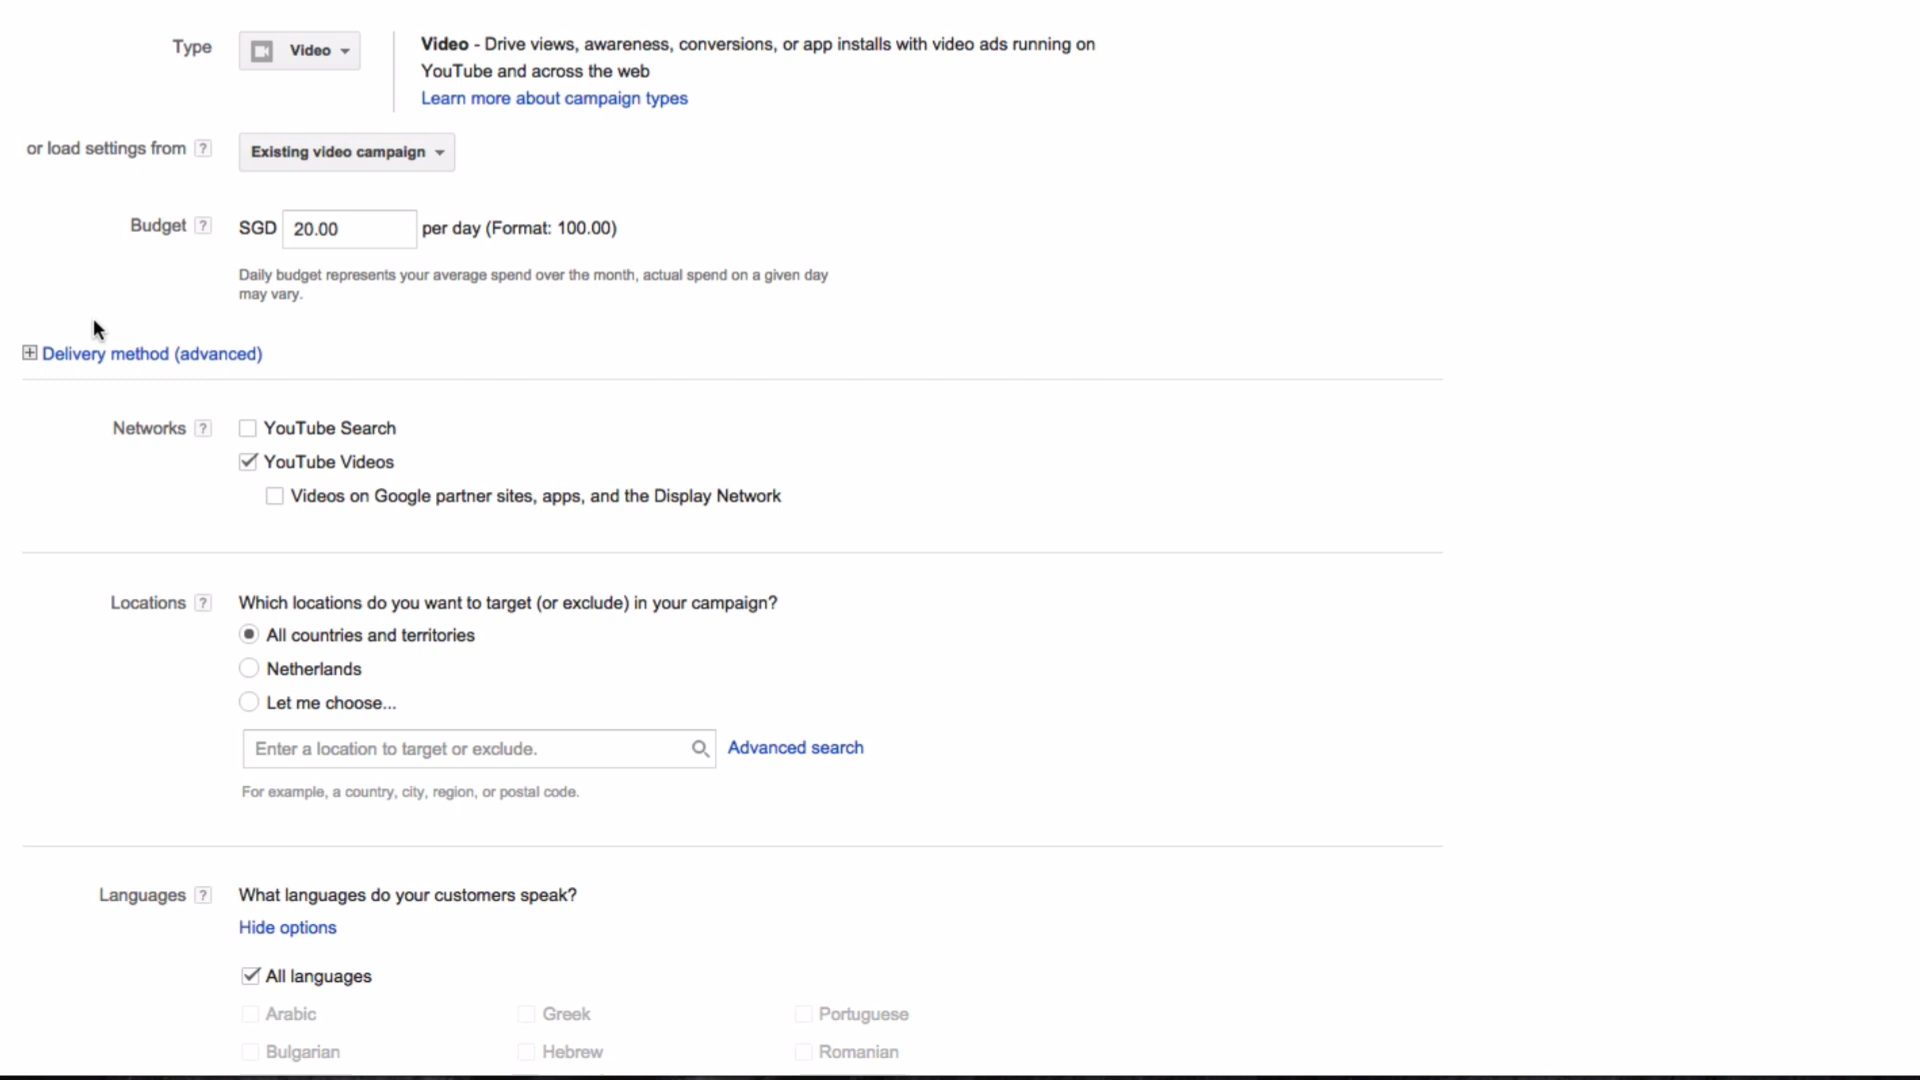 Type
Video
Video - Drive views, awareness, conversions, or app installs with video ads running on
YouTube and across the web
Learn more about campaign types
or load settings from ?
Existing video campaign
Budget ?
SGD 20.00 per day (Format: 100.00)
Daily budget represents your average spend over the month, actual spend on a given day
may vary.
Delivery method (advanced)
Networks ?
YouTube Search
YouTube Videos
Videos on Google partner sites, apps, and the Display Network
Locations ?
Which locations do you want to target (or exclude) in your campaign?
All countries and territories
Netherlands
Let me choose...
Enter a location to target or exclude.
Advanced search
For example, a country, city, region, or postal code.
Languages ?
What languages do your customers speak?
Hide options
All languages
Arabic
Greek
Portuguese
Bulgarian
Hebrew
Romanian